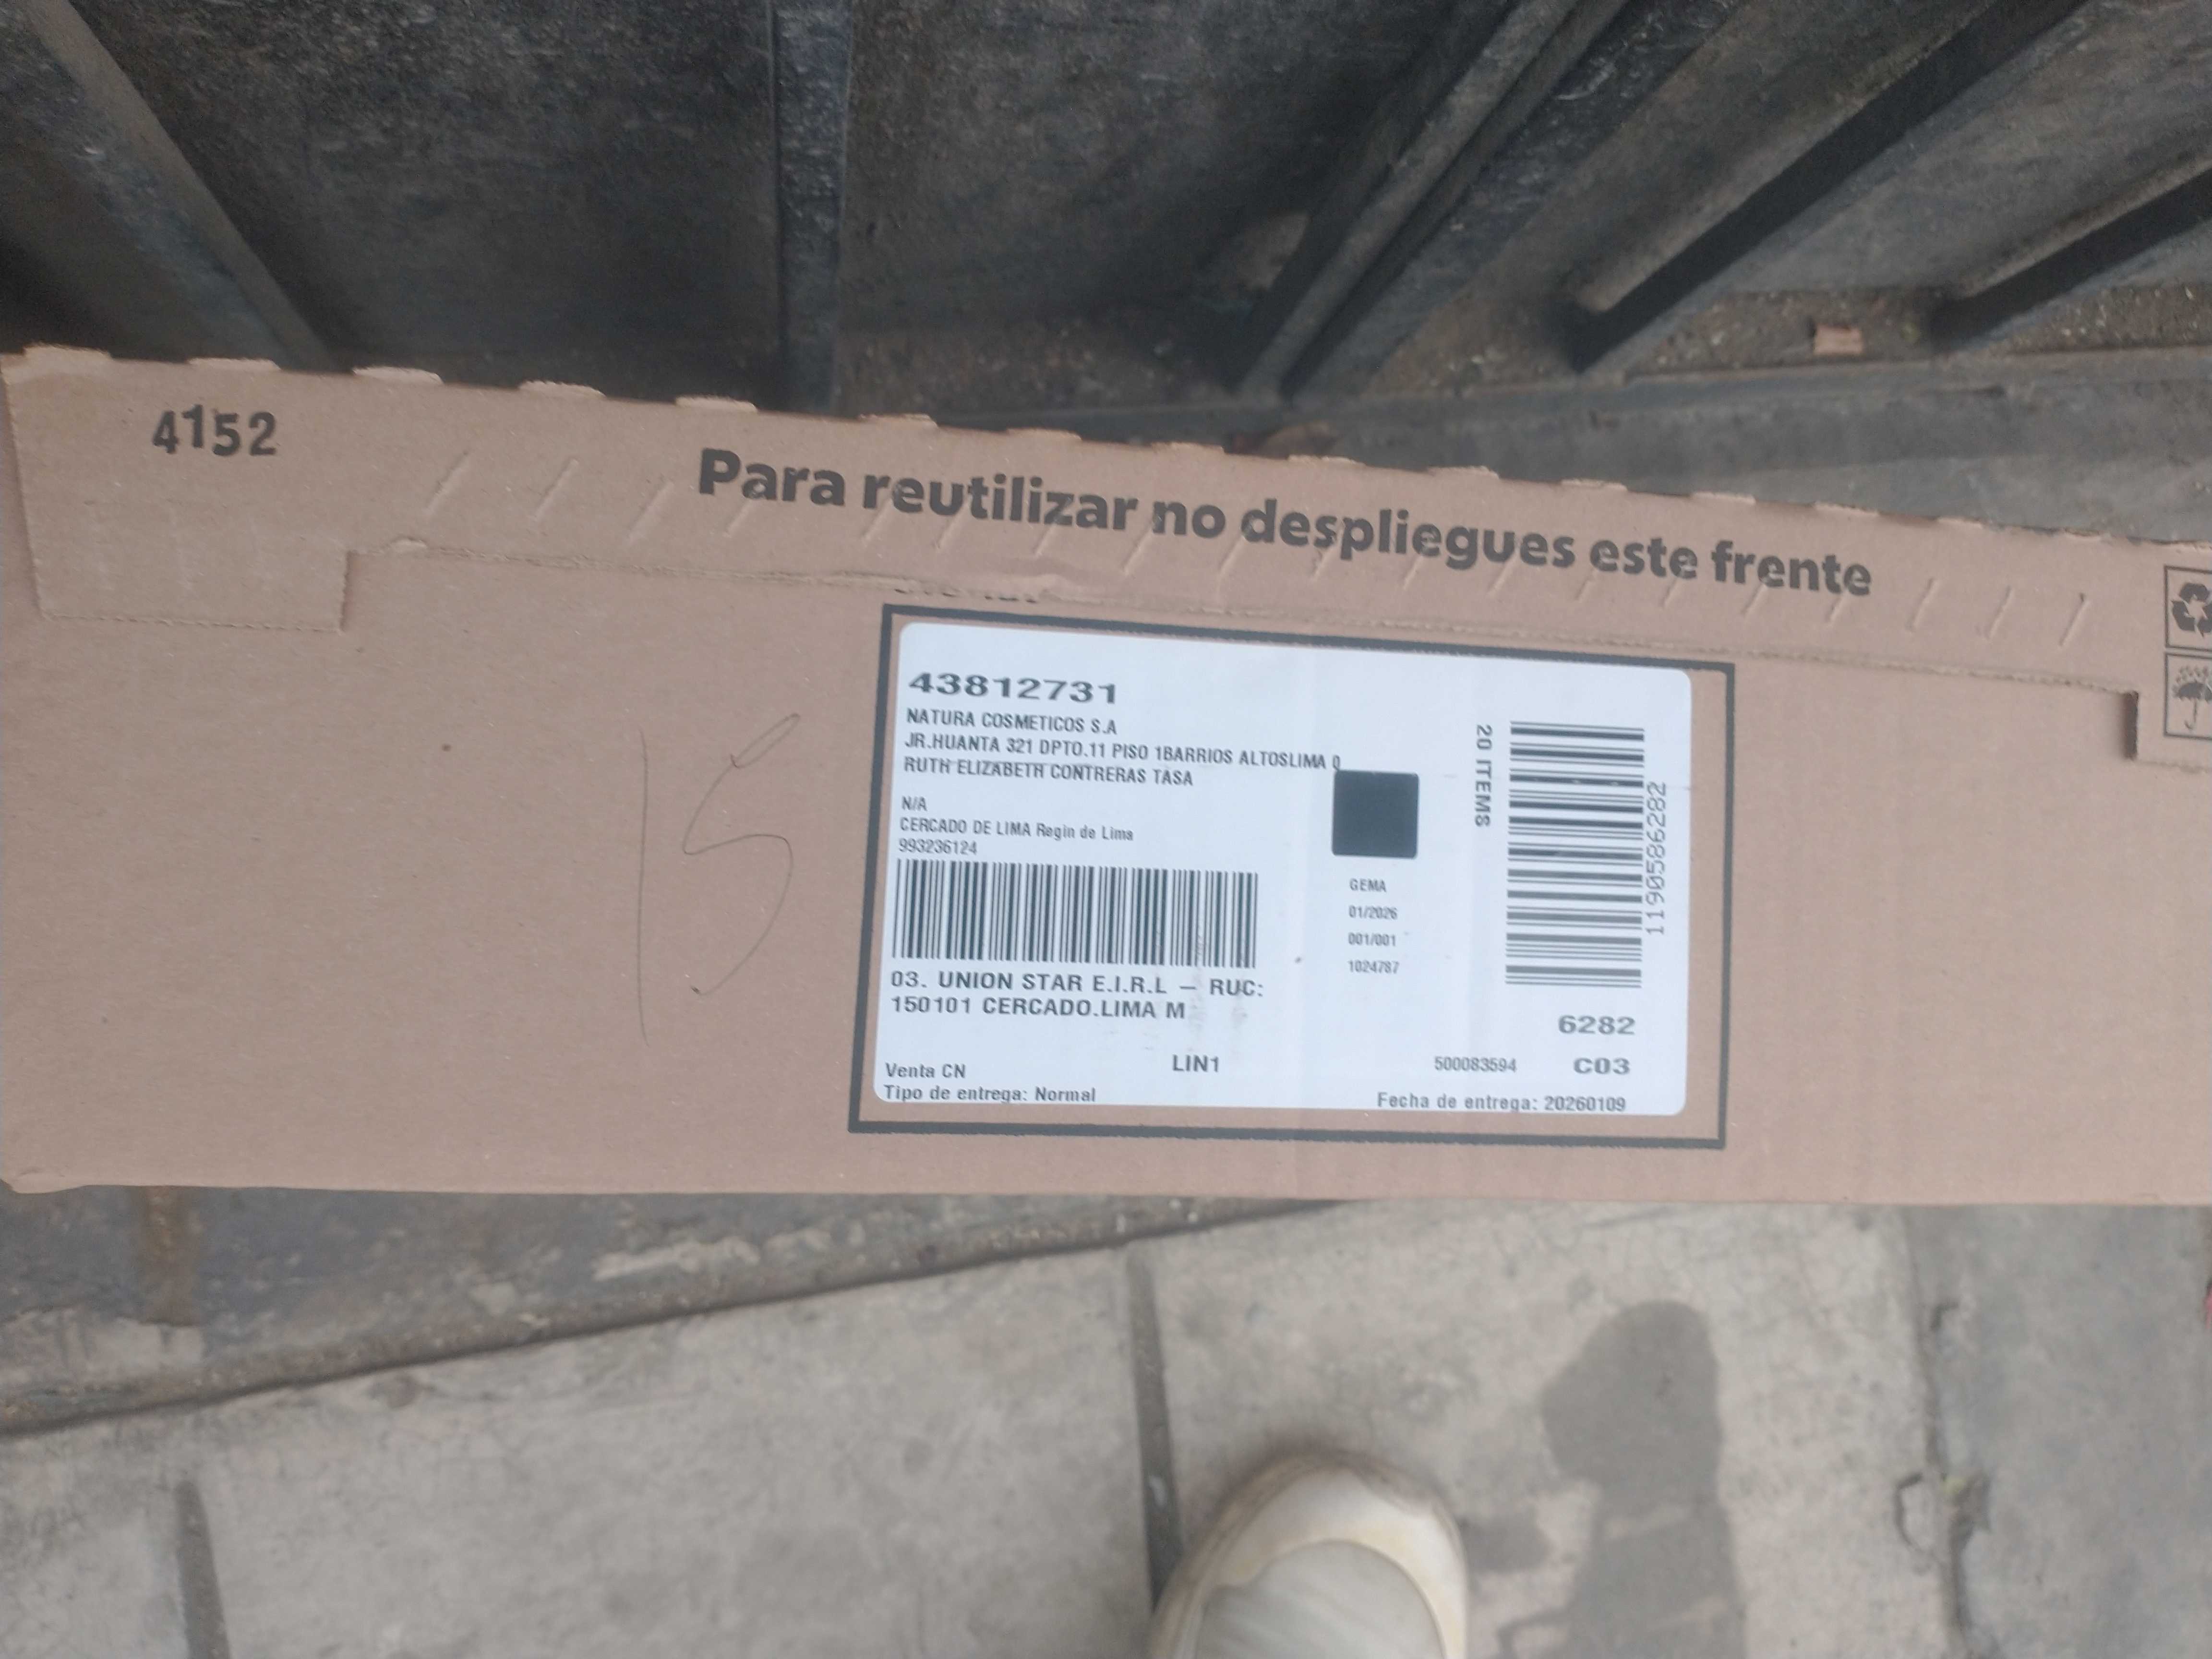 4152
Para reutilizar no despliegues este frente
15
43812731
NATURA COSMETICOS S.A
JR.HUANTA 321 DPTO.11 PISO 1BARRIOS ALTOSLIMA 0
RUTH ELIZABETH CONTRERAS TASA
N/A
CERCADO DE LIMA Regin de Lima
993236124
03. UNION STAR E.I.R.L – RUC:
150101 CERCADO.LIMA M
Venta CN
LIN1
Tipo de entrega: Normal
GEMA
01/2026
001/001
1024787
20 ITEMS
1190586282
6282
500083594 C03
Fecha de entrega: 20260109